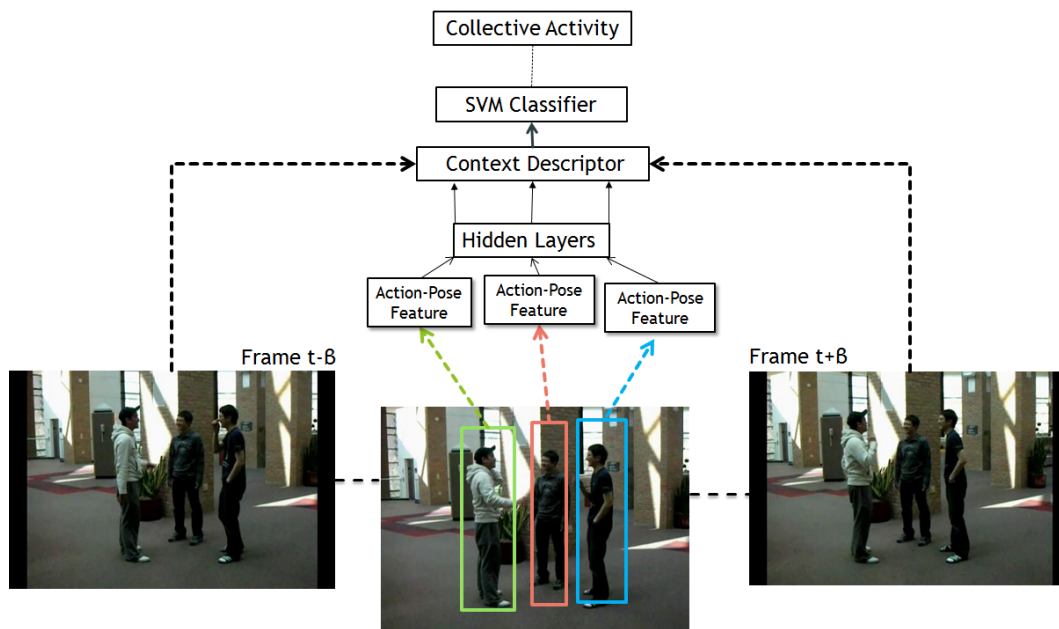 Collective Activity
SVM Classifier
Context Descriptor
Hidden Layers
Action-Pose
Feature
Action-Pose
Feature
Action-Pose
Feature
Frame t-β
Frame t+β